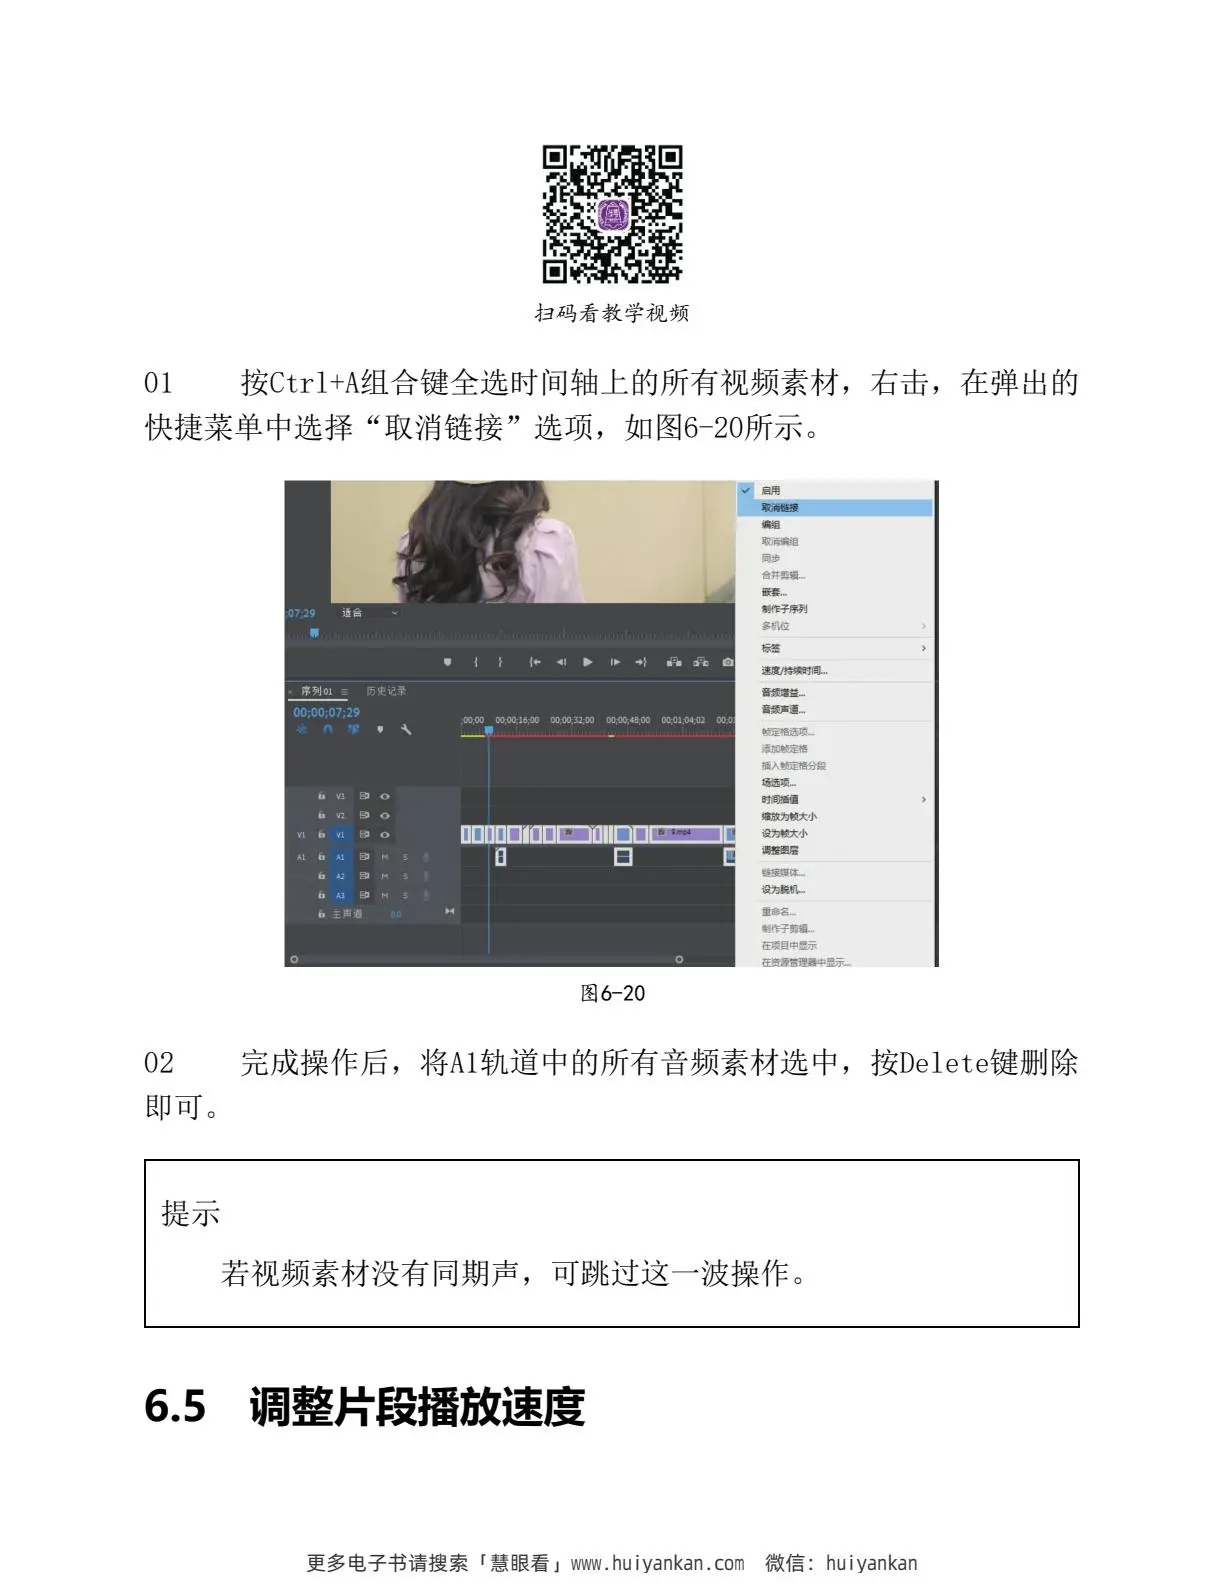 扫码看教学视频
01 按Ctrl+A组合键全选时间轴上的所有视频素材，右击，在弹出的
快捷菜单中选择“取消链接”选项，如图6-20所示。
启用
取消链接
编组
取消编组
同步
合并剪辑...
嵌套...
制作子序列
多机位
标签
速度/持续时间...
音频增益...
音频声道...
帧定格选项...
添加帧定格
插入帧定格分段
场选项...
时间插值
缩放为帧大小
设为帧大小
调整图层
链接媒体...
设为脱机...
重命名...
制作子剪辑...
在项目中显示
在资源管理器中显示...
;07;29 适合
× 序列01 ≡ 历史记录
00;00;07;29
;00;00 00;00;16;00 00;00;32;00 00;00;48;00 00;01;04;02 00;01
V3
V2
V1 V1
9.mp4
A1 A1 M S
A2 M S
A3 M S
主声道 0.0
图6-20
02 完成操作后，将A1轨道中的所有音频素材选中，按Delete键删除
即可。
提示
若视频素材没有同期声，可跳过这一波操作。
6.5 调整片段播放速度
更多电子书请搜索「慧眼看」www.huiyankan.com 微信：huiyankan